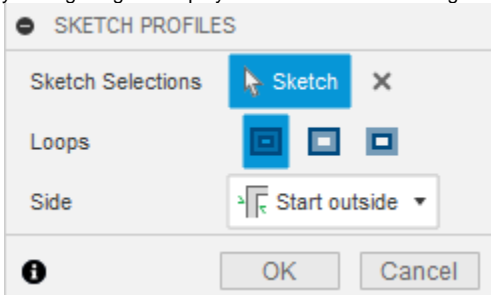 SKETCH PROFILES
Sketch Selections Sketch
Loops
Side Start outside
OK Cancel